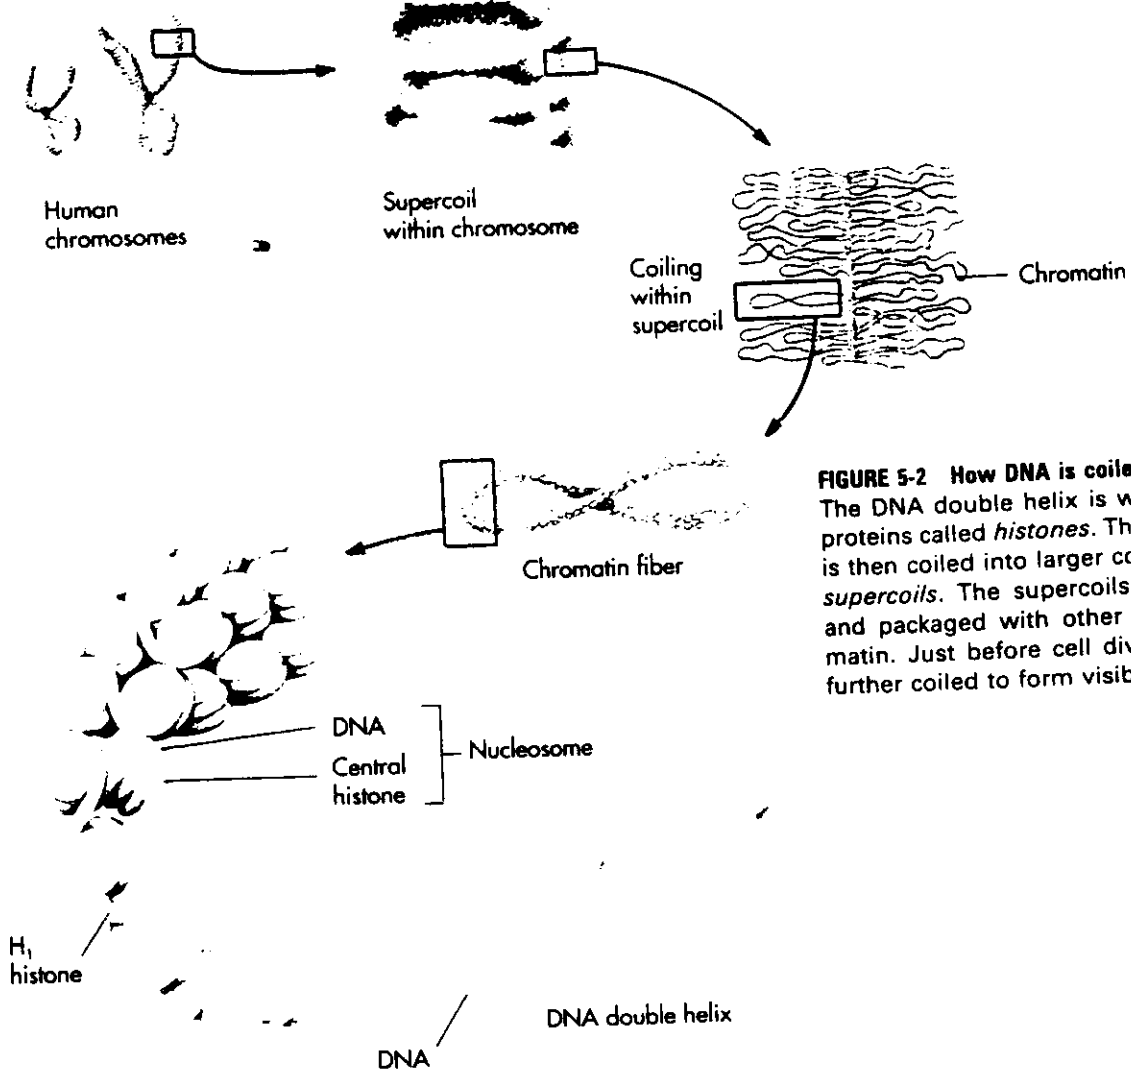 Human
chromosomes
Supercoil
within chromosome
Coiling
within
supercoil
Chromatin
Chromatin fiber
FIGURE 5-2 How DNA is coile
The DNA double helix is w
proteins called histones. Th
is then coiled into larger co
supercoils. The supercoils
and packaged with other
matin. Just before cell div
further coiled to form visib
DNA
Central
histone
Nucleosome
H₁
histone
DNA double helix
DNA